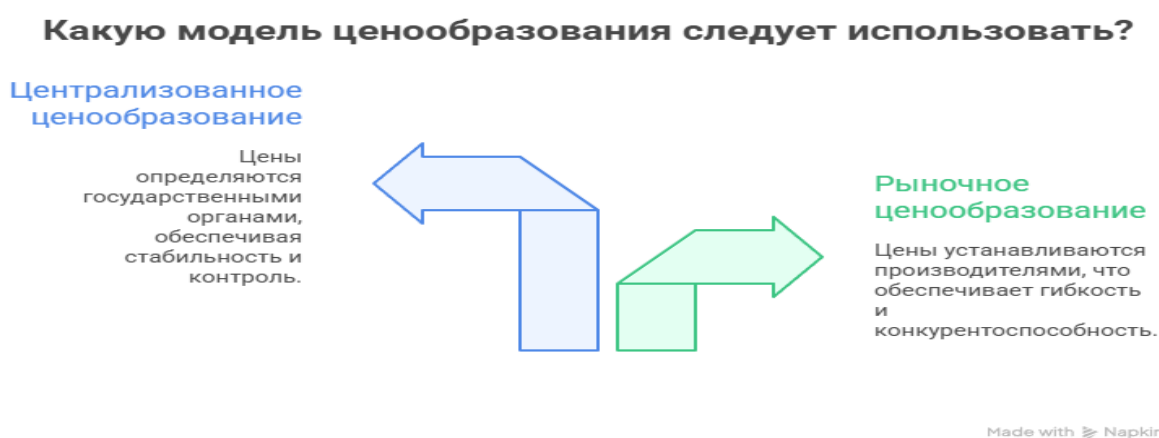 Какую модель ценообразования следует использовать?
Централизованное
ценообразование
Цены
определяются
государственными
органами,
обеспечивая
стабильность и
контроль.
Рыночное
ценообразование
Цены устанавливаются
производителями, что
обеспечивает гибкость
и
конкурентоспособность.
Made with Napkin